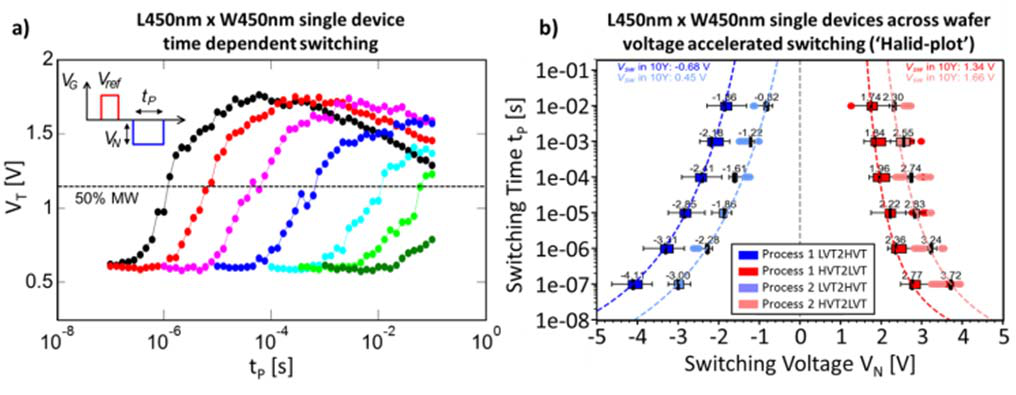 a)
L450nm x W450nm single device
time dependent switching
2
1.5
1
0.5
V_T [V]
V_G
V_ref
t_P
V_N
50% MW
10^-8
10^-6
10^-4
10^-2
10^0
t_P [s]
b)
L450nm x W450nm single devices across wafer
voltage accelerated switching ('Halid-plot')
V_sw in 10Y: -0.68 V
V_sw in 10Y: 0.45 V
V_sw in 10Y: 1.34 V
V_sw in 10Y: 1.66 V
Switching Time t_P [s]
1e-01
1e-02
1e-03
1e-04
1e-05
1e-06
1e-07
1e-08
-1.86 -0.82 1.74 2.30
-2.18 -1.22 1.84 2.55
-2.41 -1.61 1.96 2.74
-2.85 -1.86 2.22 2.83
-3.31 -2.28 2.36 3.24
-4.11 -3.00 2.77 3.72
Process 1 LVT2HVT
Process 1 HVT2LVT
Process 2 LVT2HVT
Process 2 HVT2LVT
-5 -4 -3 -2 -1 0 1 2 3 4 5
Switching Voltage V_N [V]